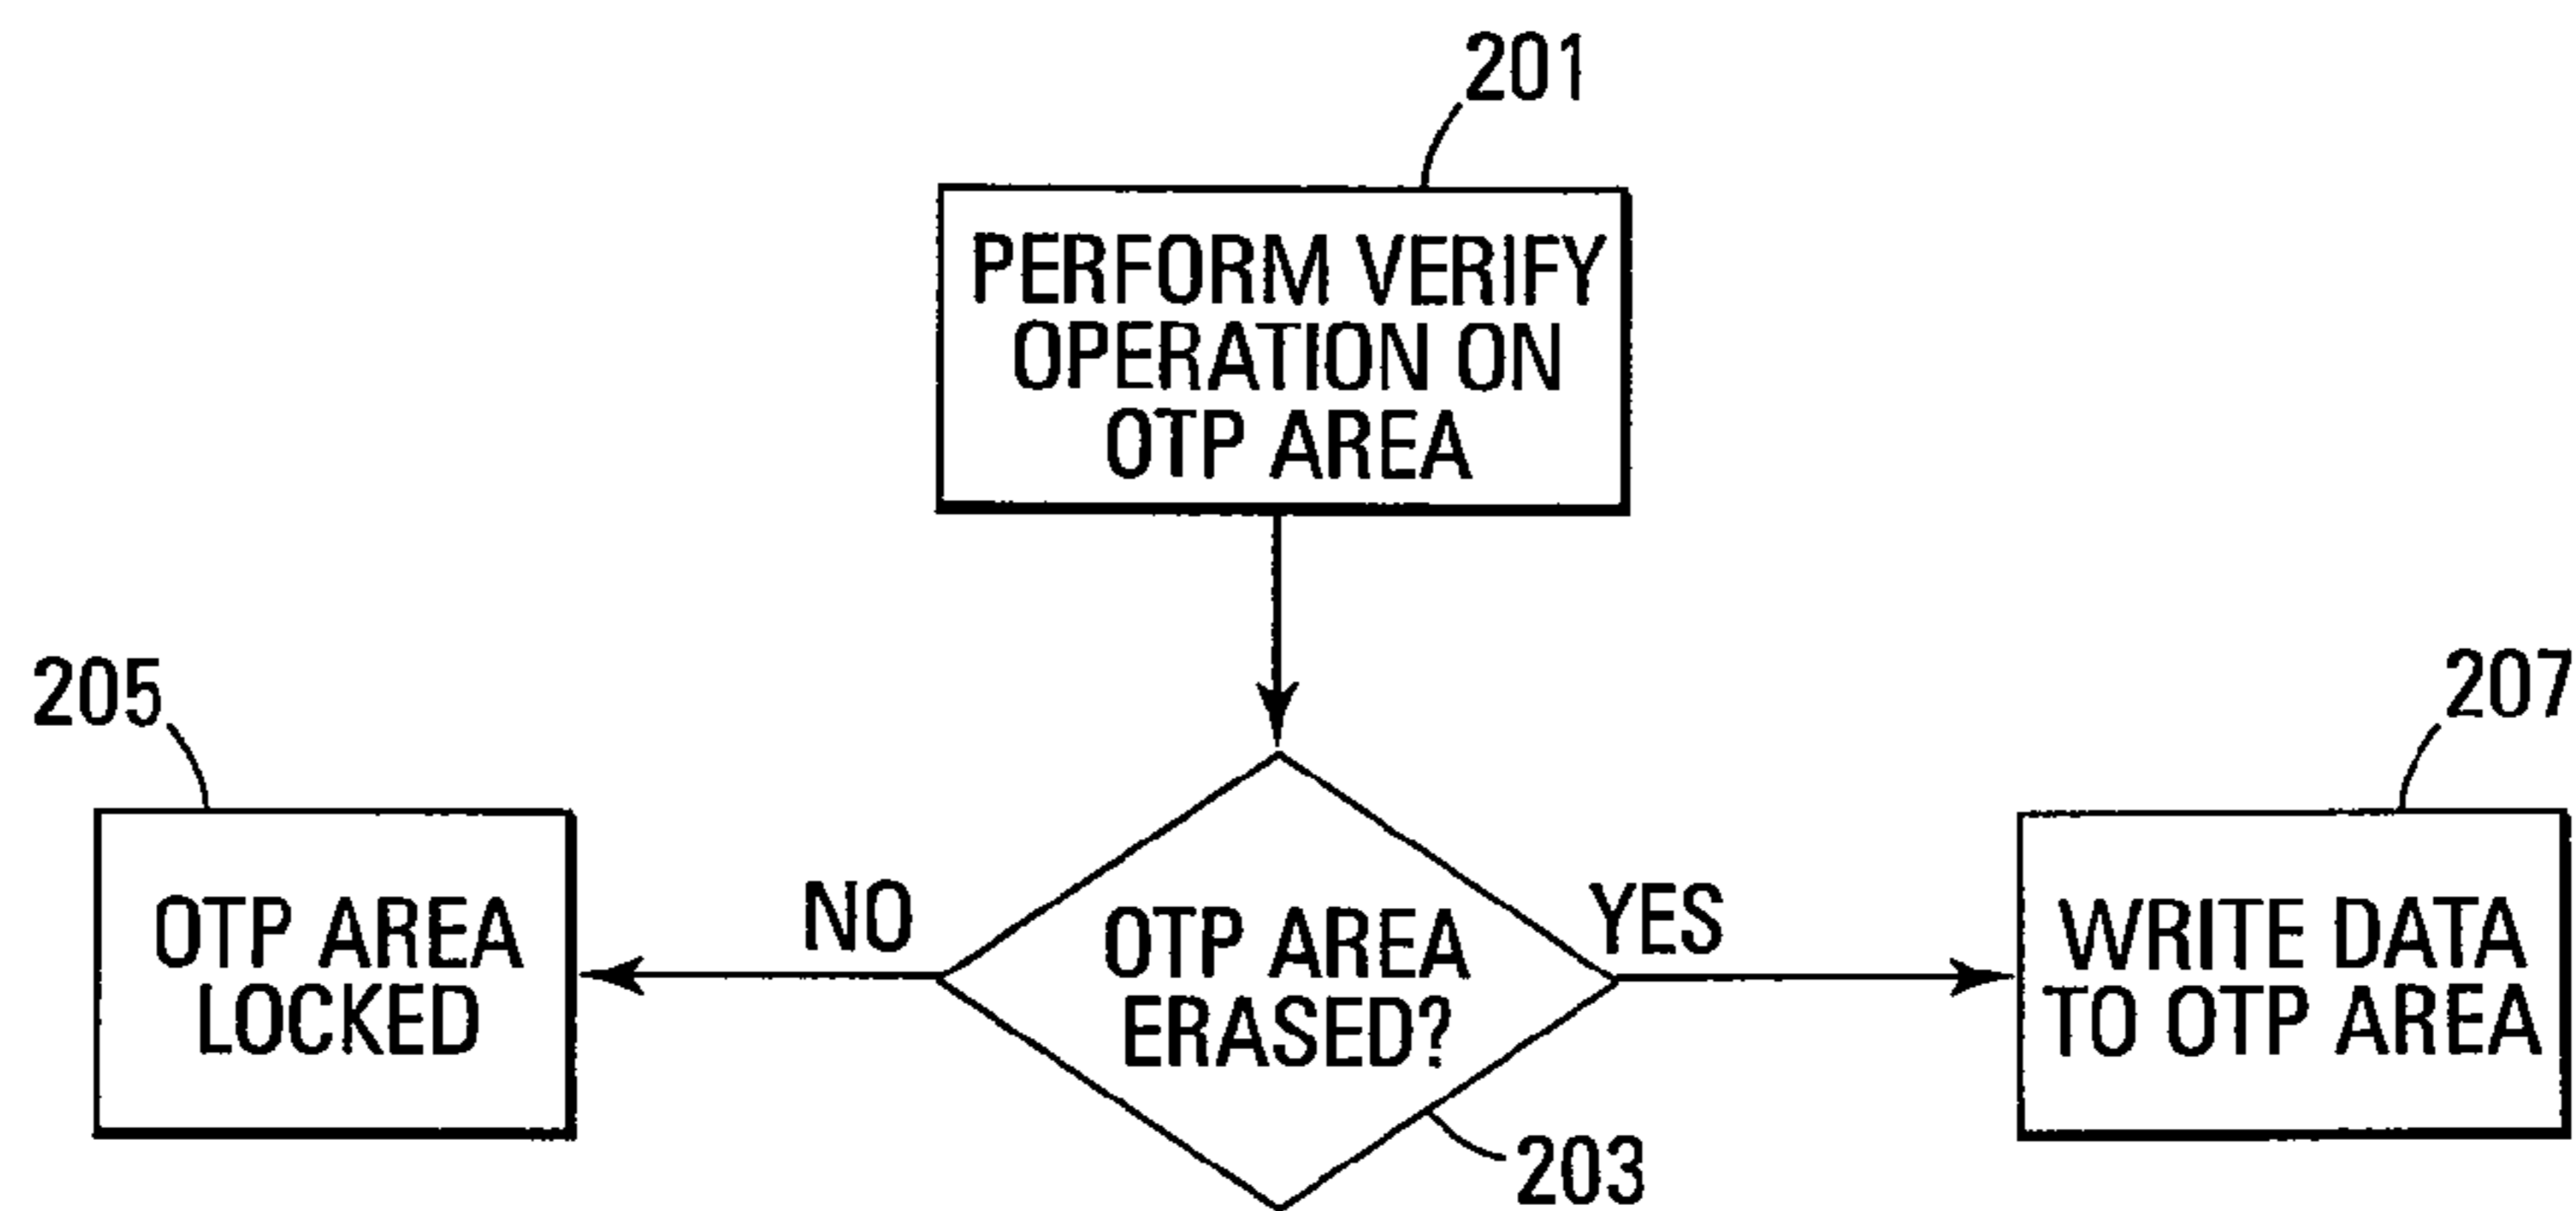 201
PERFORM VERIFY
OPERATION ON
OTP AREA
205
207
NO
YES
OTP AREA
LOCKED
OTP AREA
ERASED?
WRITE DATA
TO OTP AREA
203